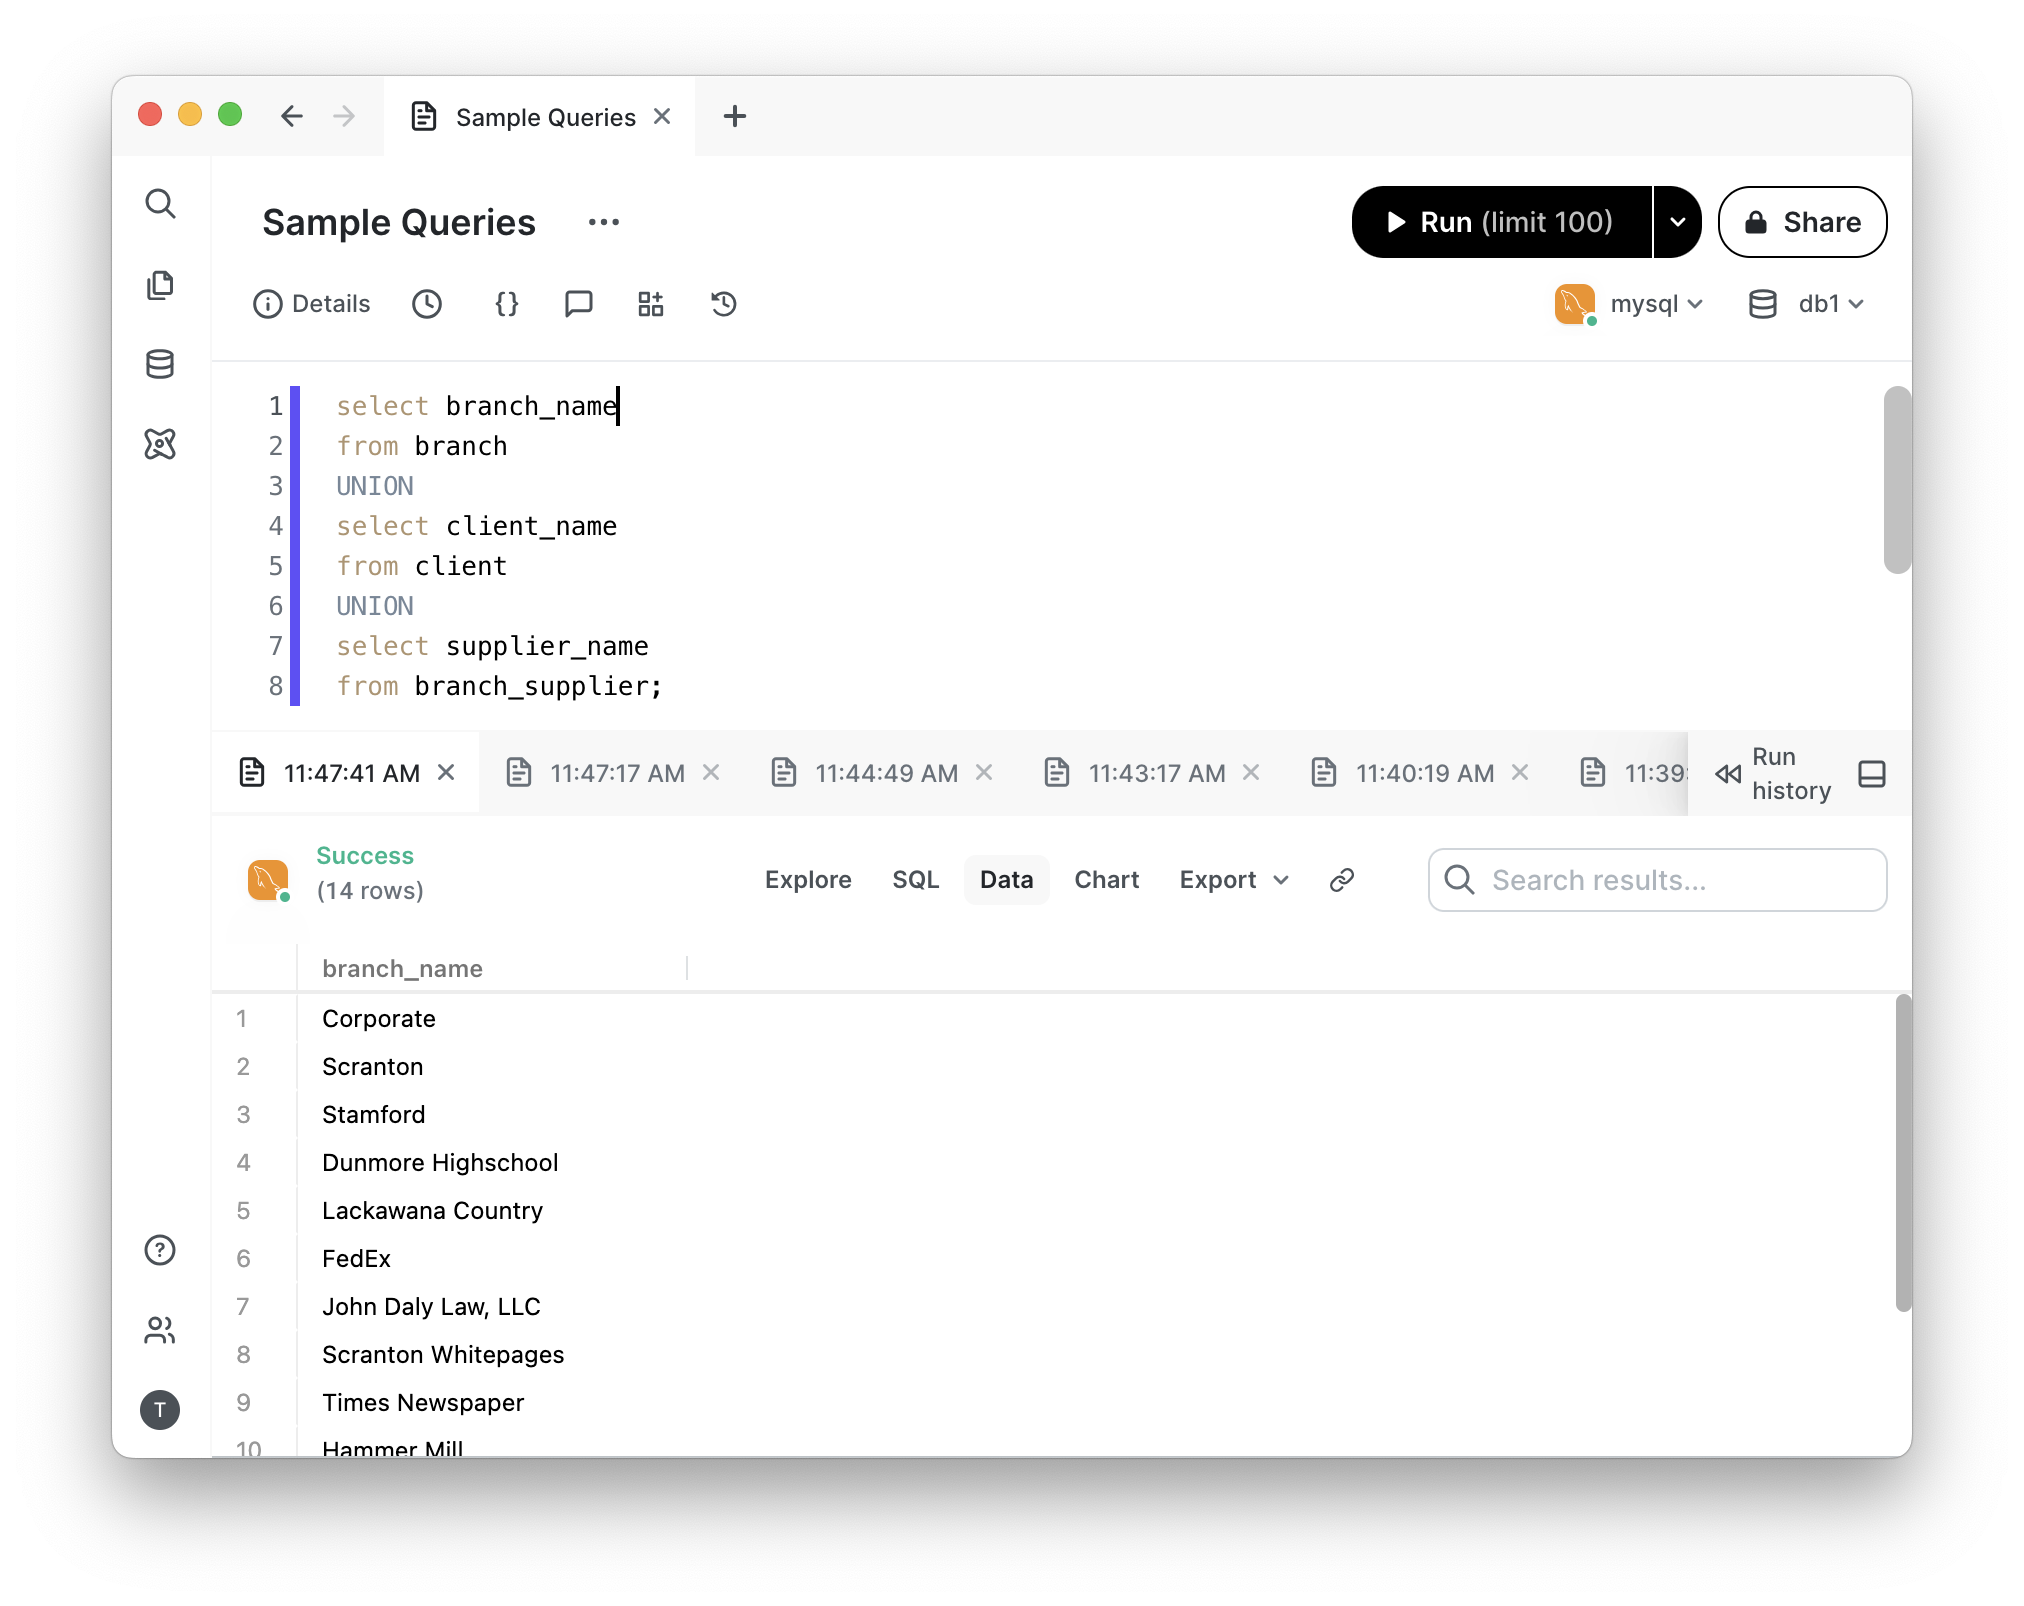 Sample Queries
Sample Queries
Run (limit 100)
Share
Details
mysql
db1
1 select branch_name
2 from branch
3 UNION
4 select client_name
5 from client
6 UNION
7 select supplier_name
8 from branch_supplier;
11:47:41 AM
11:47:17 AM
11:44:49 AM
11:43:17 AM
11:40:19 AM
11:39:
Run history
Success
(14 rows)
Explore
SQL
Data
Chart
Export
Search results...
branch_name
1 Corporate
2 Scranton
3 Stamford
4 Dunmore Highschool
5 Lackawana Country
6 FedEx
7 John Daly Law, LLC
8 Scranton Whitepages
9 Times Newspaper
10 Hammer Mill
T